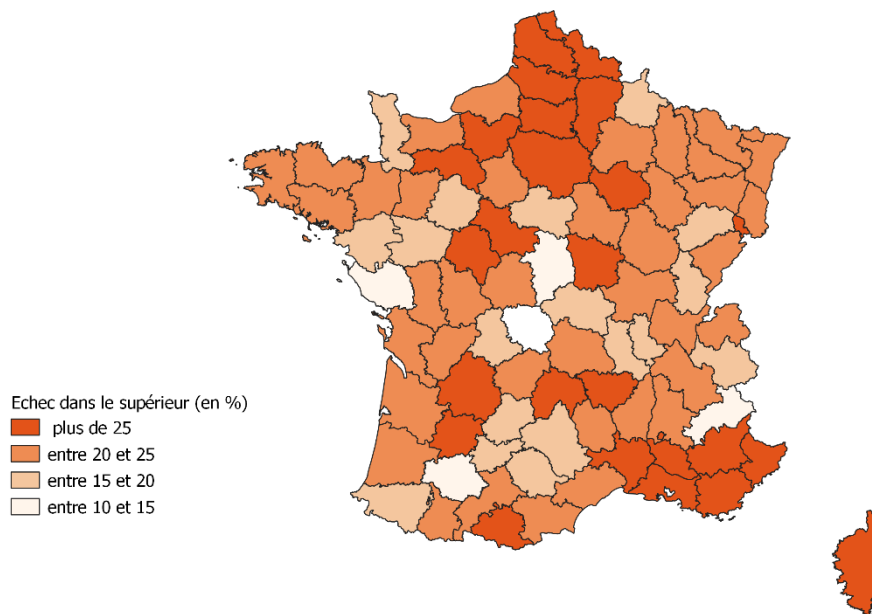 Echec dans le supérieur (en %)
plus de 25
entre 20 et 25
entre 15 et 20
entre 10 et 15